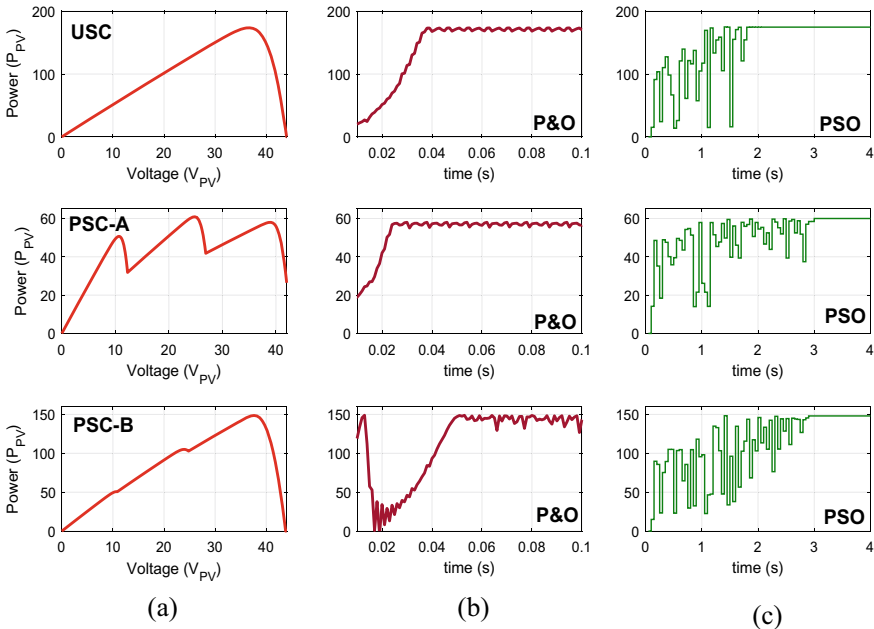 USC
Power (P_PV)
200
100
0
0 10 20 30 40
Voltage (V_PV)
P&O
200
100
0
0.02 0.04 0.06 0.08 0.1
time (s)
PSO
200
100
0
0 1 2 3 4
time (s)
PSC-A
Power (P_PV)
60
40
20
0
0 10 20 30 40
Voltage (V_PV)
P&O
60
40
20
0
0.02 0.04 0.06 0.08 0.1
time (s)
PSO
60
40
20
0
0 1 2 3 4
time (s)
PSC-B
Power (P_PV)
150
100
50
0
0 10 20 30 40
Voltage (V_PV)
P&O
150
100
50
0
0.02 0.04 0.06 0.08 0.1
time (s)
PSO
150
100
50
0
0 1 2 3 4
time (s)
(a) (b) (c)